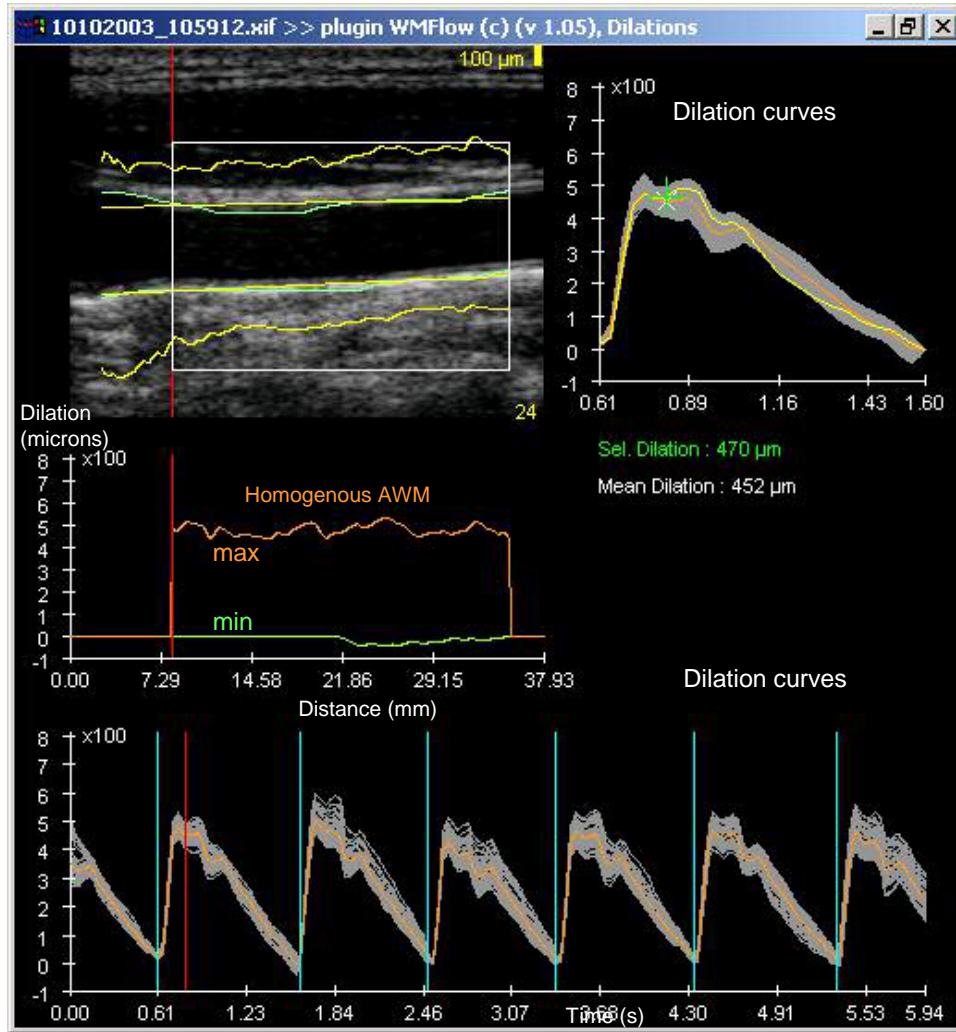 10102003_105912.xif >> plugin WMFlow (c) (v 1.05), Dilations
100 µm
24
Dilation curves
x100
8
7
6
5
4
3
2
1
0
-1
0.61 0.89 1.16 1.43 1.60
Sel. Dilation : 470 µm
Mean Dilation : 452 µm
Dilation
(microns)
x100
8
7
6
5
4
3
2
1
0
-1
Homogenous AWM
max
min
0.00 7.29 14.58 21.86 29.15 37.93
Distance (mm)
Dilation curves
x100
8
7
6
5
4
3
2
1
0
-1
0.00 0.61 1.23 1.84 2.46 3.07 4.30 4.91 5.53 5.94
Time (s)